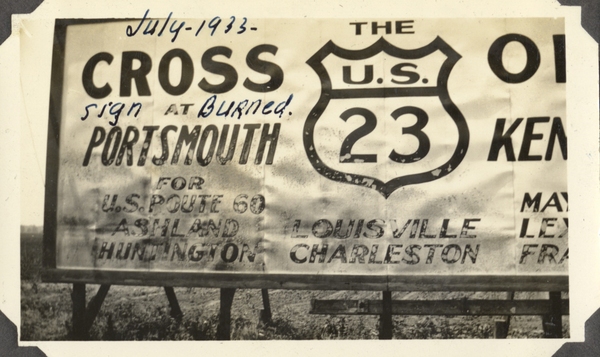 July-1933-
THE
CROSS
U.S.
23
sign AT Burned.
PORTSMOUTH
KEN
FOR
U.S. ROUTE 60
ASHLAND
HUNTINGTON
LOUISVILLE
CHARLESTON
MAY
LEX
FRA